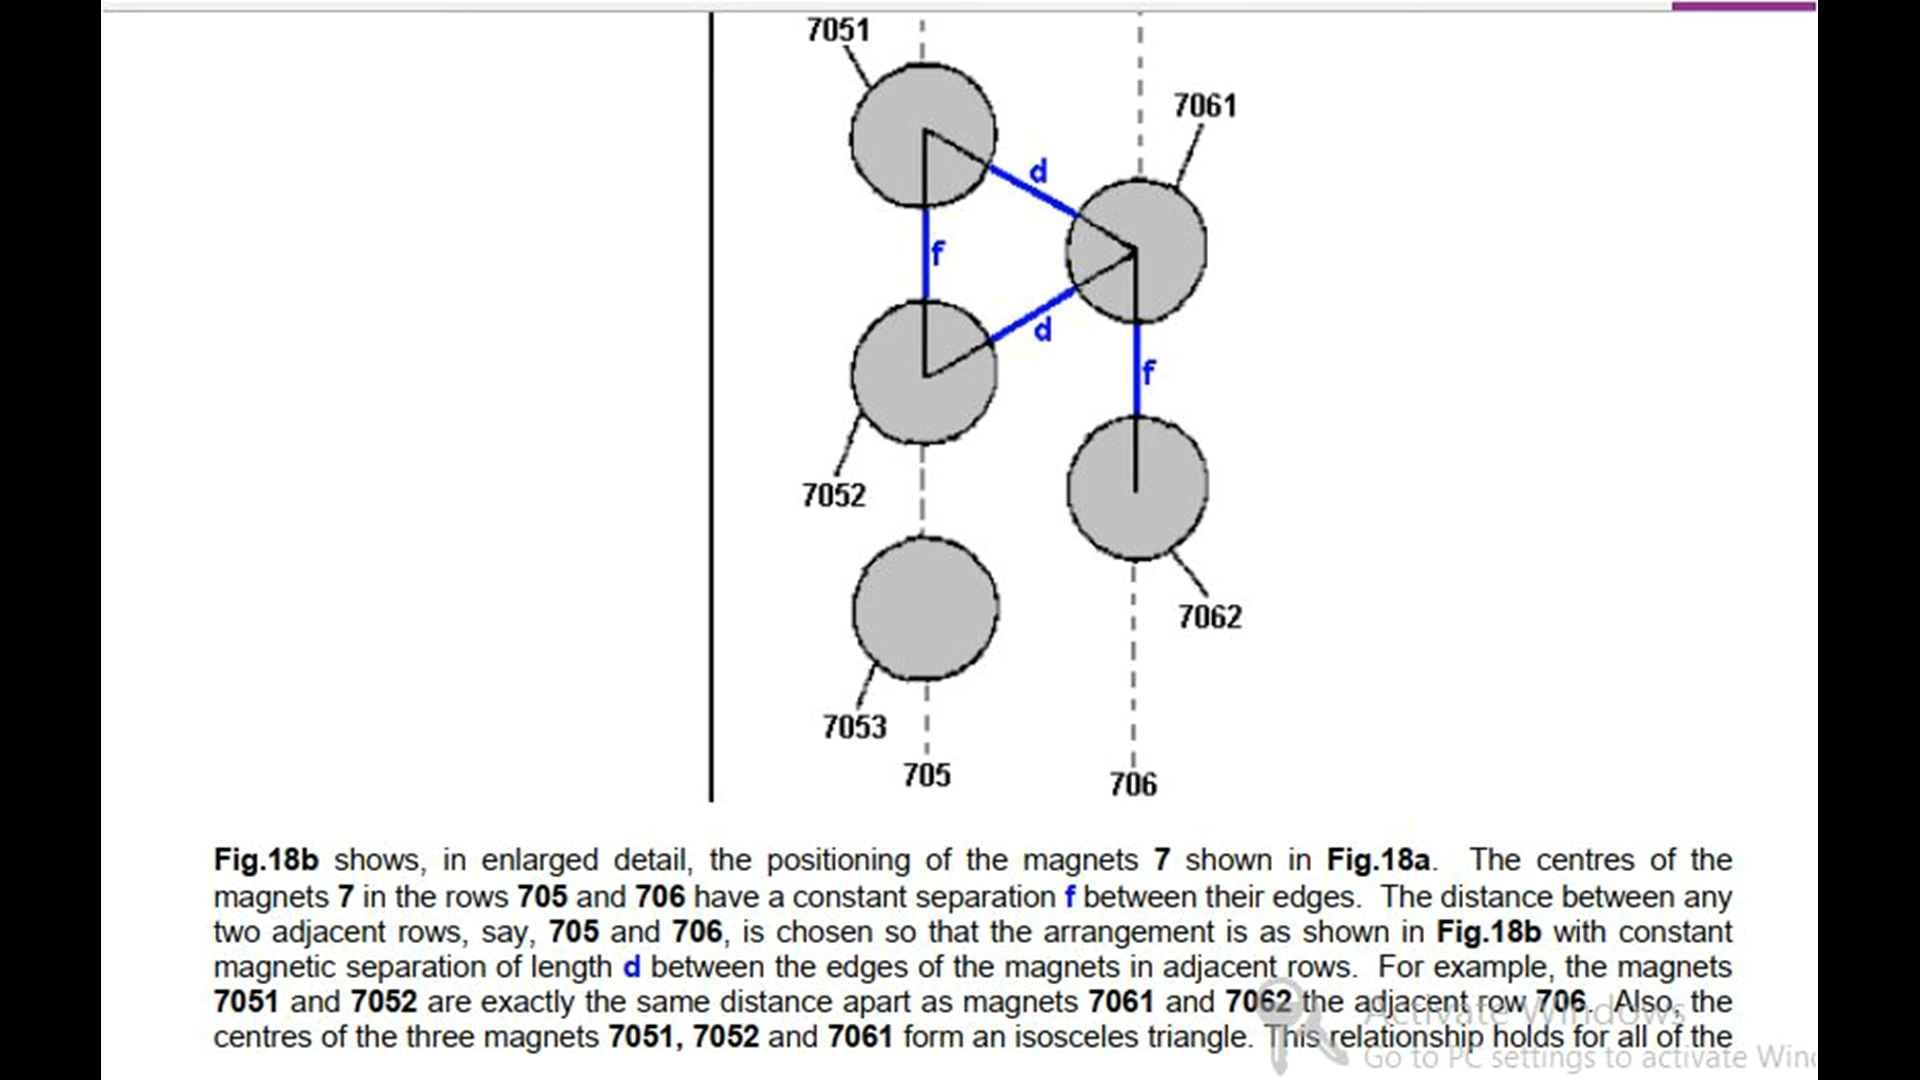 7051
7061
d
f
d
f
7052
7062
7053
705
706
Fig.18b shows, in enlarged detail, the positioning of the magnets 7 shown in Fig.18a. The centres of the
magnets 7 in the rows 705 and 706 have a constant separation f between their edges. The distance between any
two adjacent rows, say, 705 and 706, is chosen so that the arrangement is as shown in Fig.18b with constant
magnetic separation of length d between the edges of the magnets in adjacent rows. For example, the magnets
7051 and 7052 are exactly the same distance apart as magnets 7061 and 7062 the adjacent row 706. Also, the
centres of the three magnets 7051, 7052 and 7061 form an isosceles triangle. This relationship holds for all of the
Activate Windows
Go to PC settings to activate Win